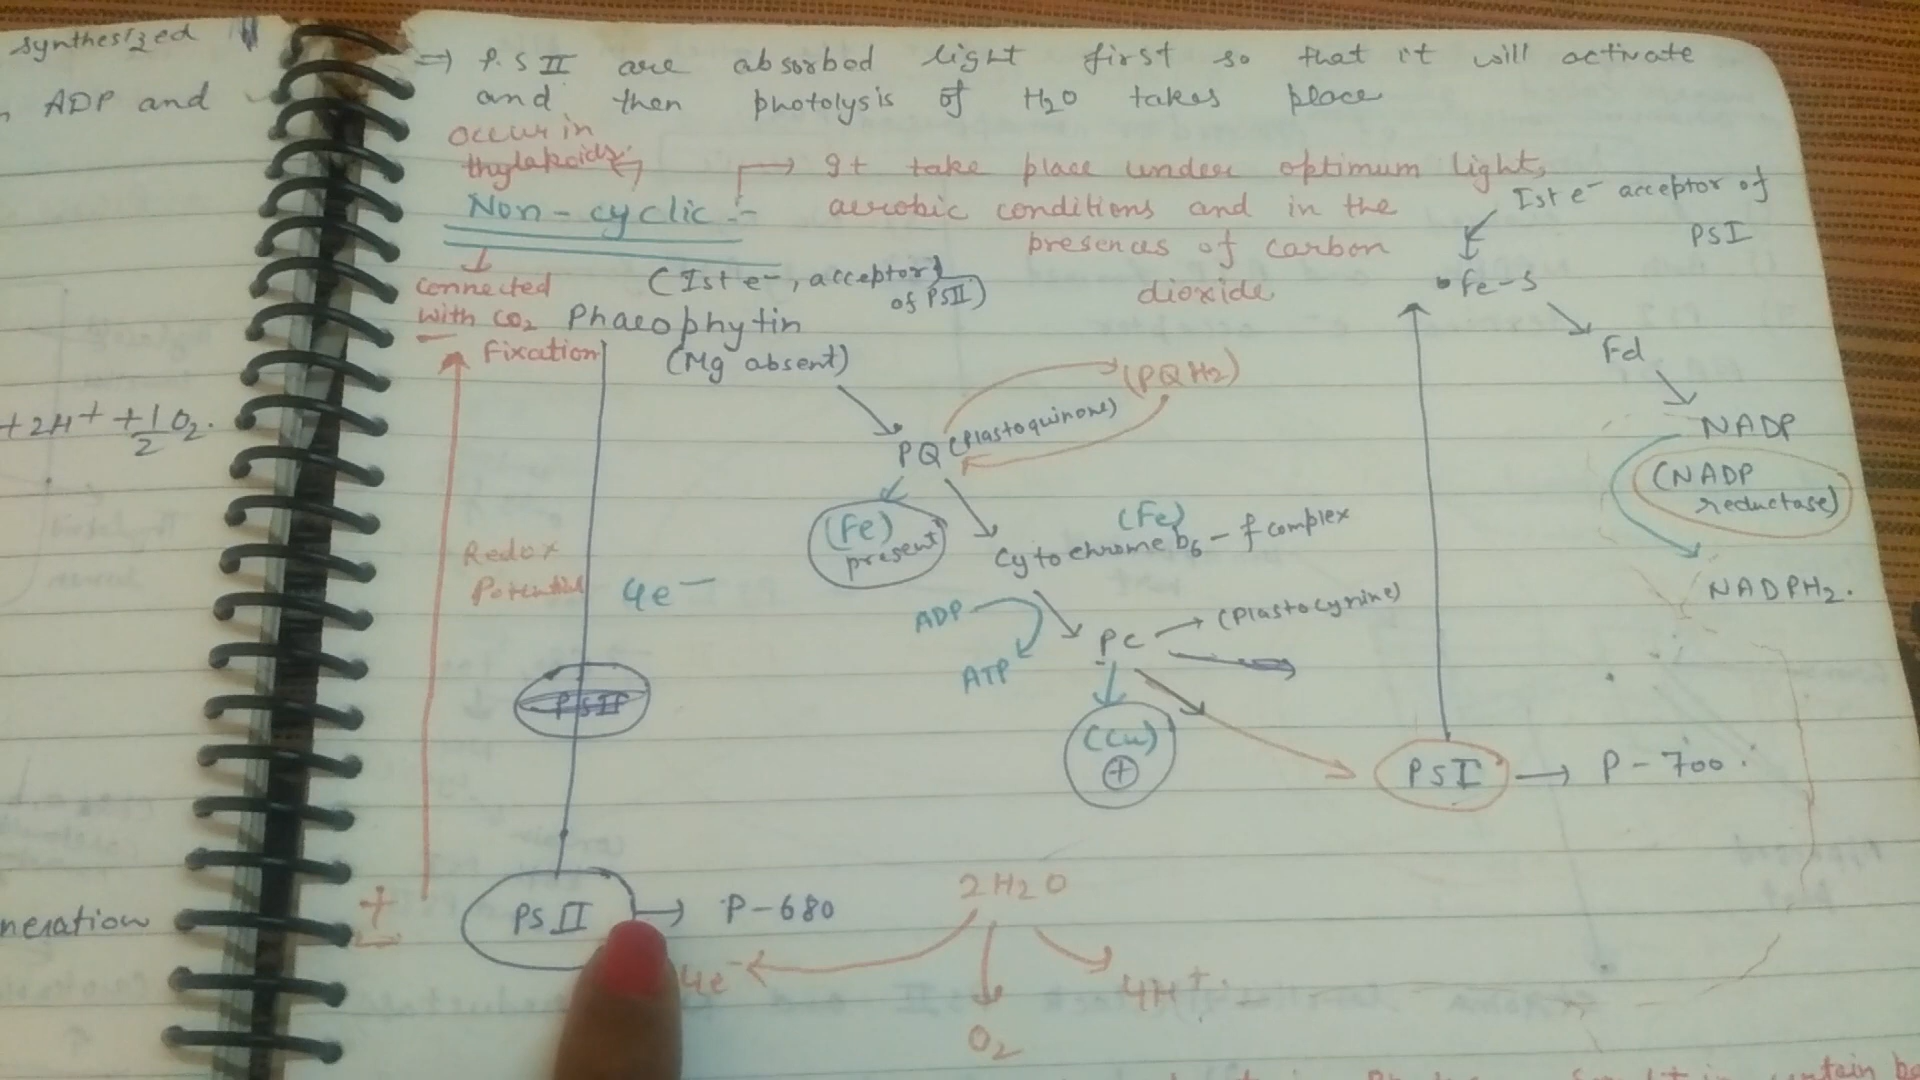 synthesized
ADP and
+2H+ + 1/2 O2.
neration
⇒ P.S II are absorbed light first so that it will activate
and then photolysis of H2O takes place
occur in
thylakoids
Non-cyclic :-
→ It take place under optimum light,
aerobic conditions and in the
presences of carbon
dioxide
connected
with CO2
Fixation
(Ist e-, acceptor
of PSII)
Phaeophytin
(Mg absent)
Ist e- acceptor of
PSI
Fe-S
Fd
NADP
(NADP
reductase)
NADPH2.
(PQH2)
PQ (Plastoquinone)
(Fe)
present
(Fe)
Cytochrome b6-f complex
Redox
Potential
4e-
PSII
ADP
ATP
PC → (Plastocynine)
(Cu)
+
PSI → P-700.
+
PSII → P-680
2H2O
4e-
4H+
O2